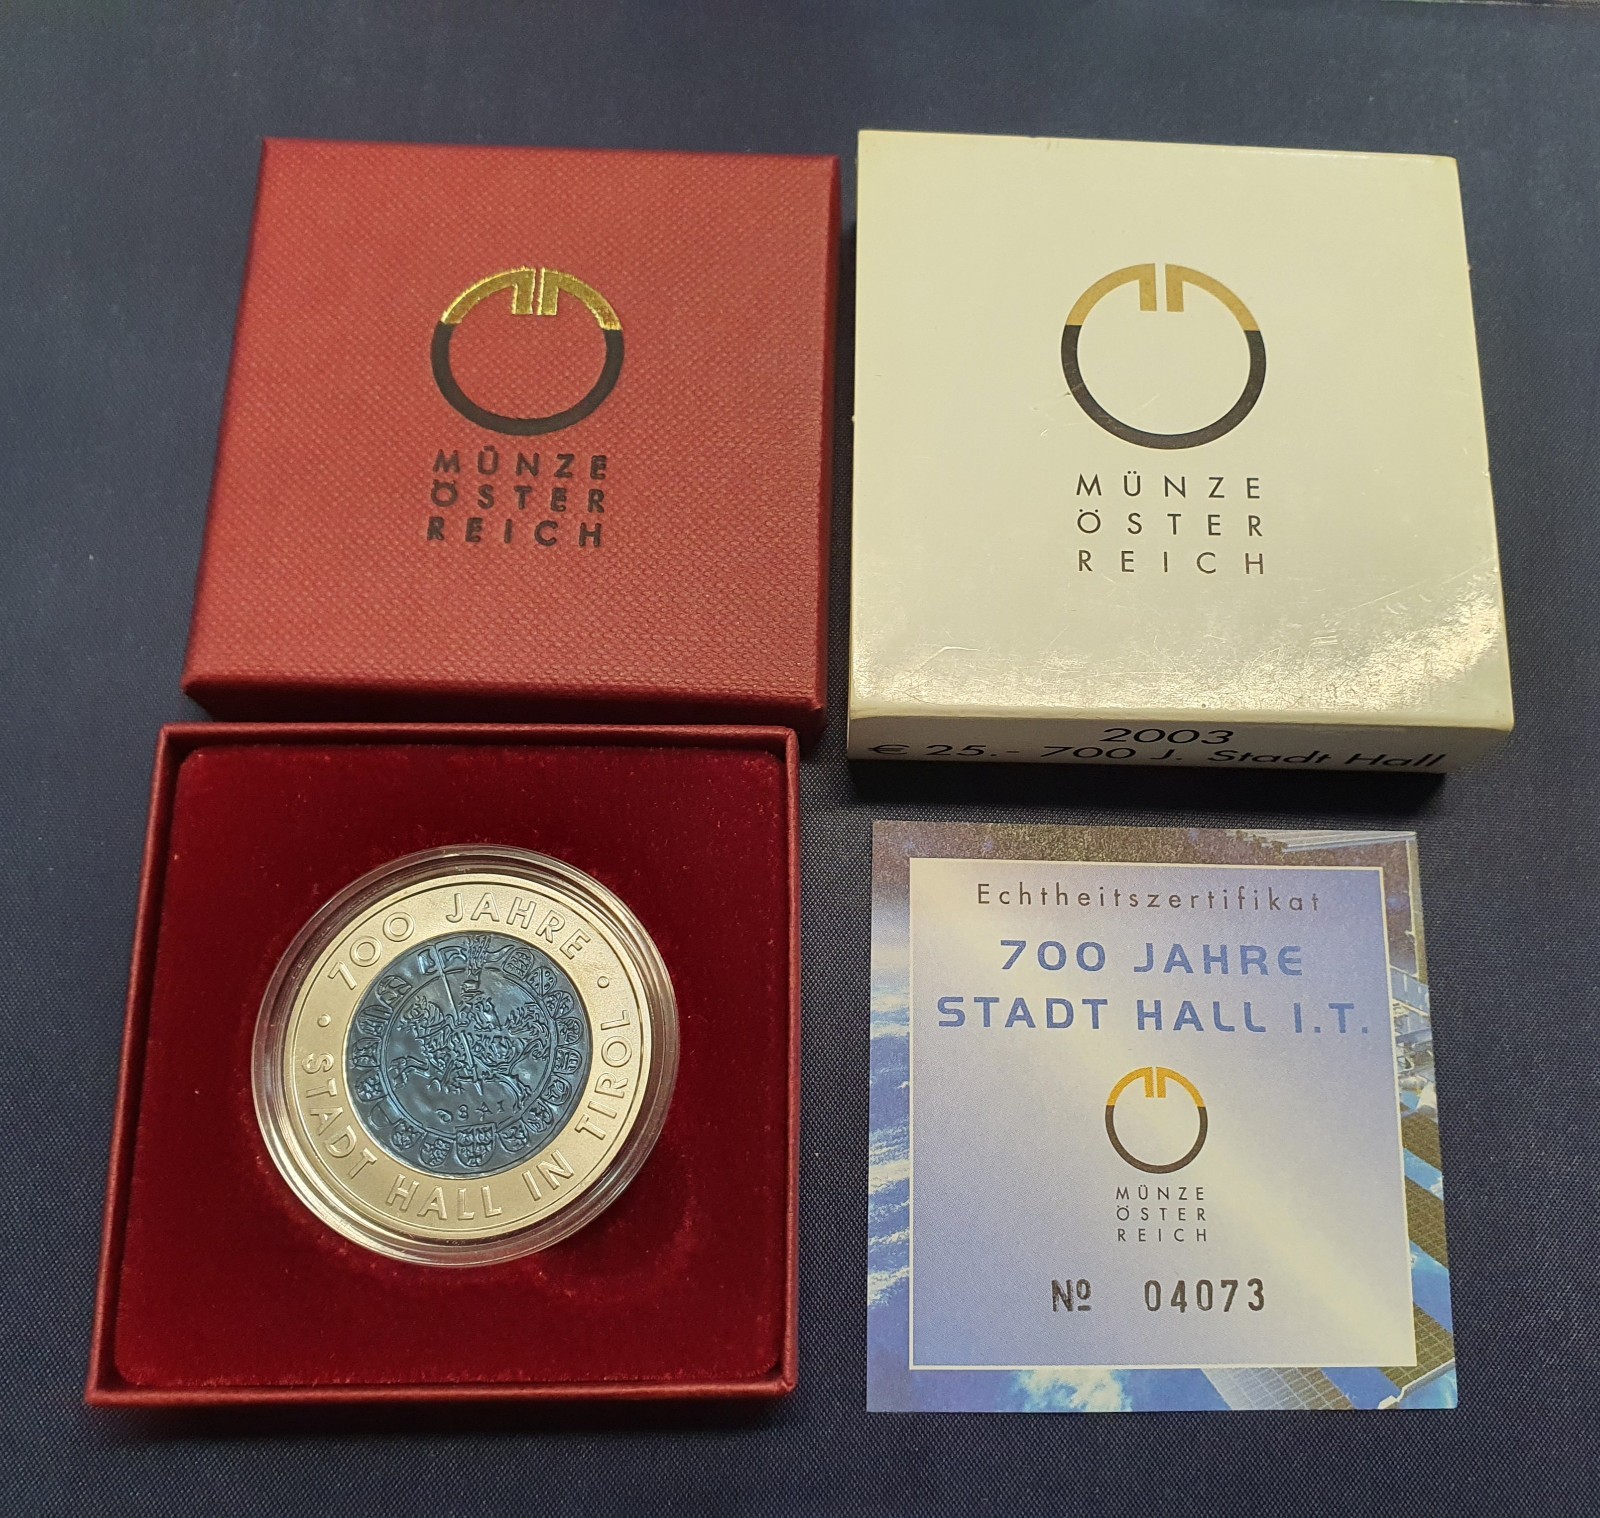 MÜNZE
ÖSTER
REICH
MÜNZE
ÖSTER
REICH
2003
€ 25.- 700 J. Stadt Hall
700 JAHRE · STADT HALL IN TIROL ·
Echtheitszertifikat
700 JAHRE
STADT HALL I.T.
MÜNZE
ÖSTER
REICH
Nº 04073